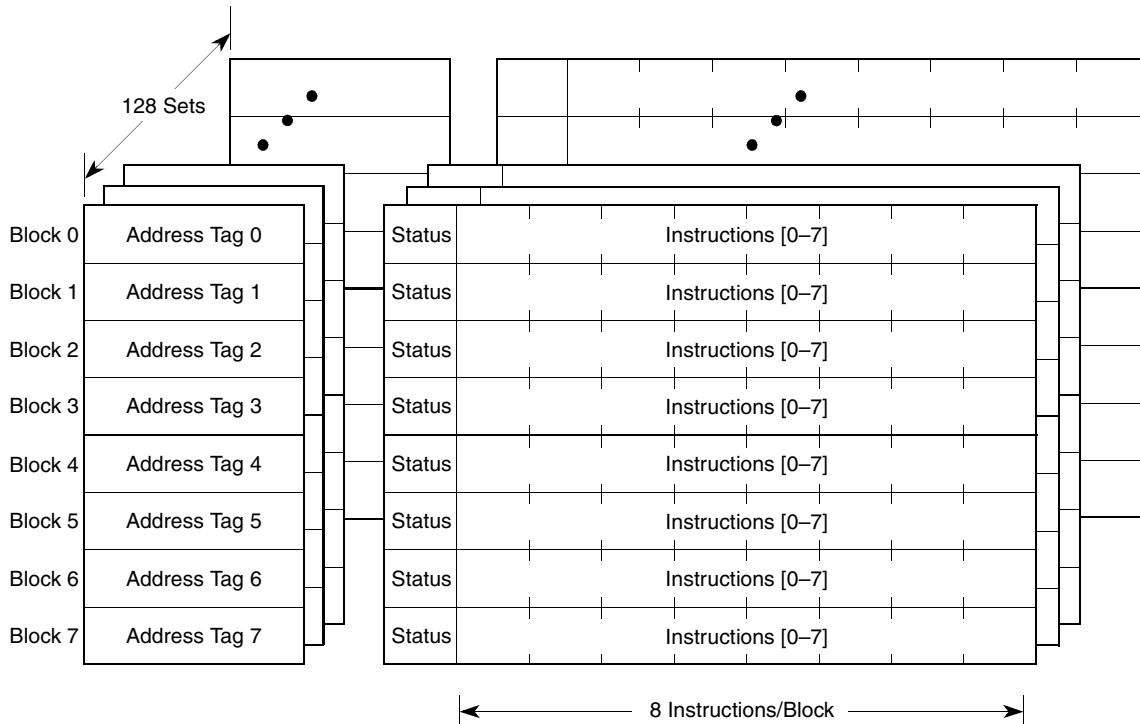 128 Sets
Block 0 Address Tag 0 Status Instructions [0–7]
Block 1 Address Tag 1 Status Instructions [0–7]
Block 2 Address Tag 2 Status Instructions [0–7]
Block 3 Address Tag 3 Status Instructions [0–7]
Block 4 Address Tag 4 Status Instructions [0–7]
Block 5 Address Tag 5 Status Instructions [0–7]
Block 6 Address Tag 6 Status Instructions [0–7]
Block 7 Address Tag 7 Status Instructions [0–7]
8 Instructions/Block